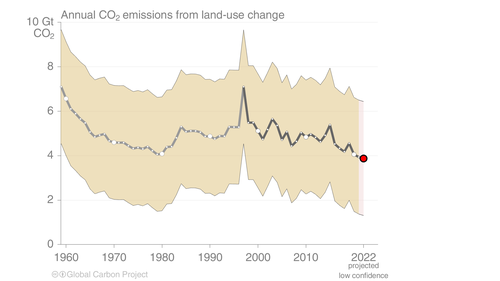 Annual CO₂ emissions from land-use change
10 Gt
CO₂
8
6
4
2
0
1960 1970 1980 1990 2000 2010 2022
projected
low confidence
Global Carbon Project